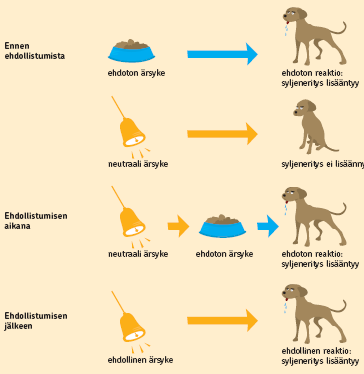 Ennen
ehdollistumista
ehdoton ärsyke
ehdoton reaktio:
syljeneritys lisääntyy
neutraali ärsyke
syljeneritys ei lisäänny
Ehdollistumisen
aikana
neutraali ärsyke
ehdoton ärsyke
ehdoton reaktio:
syljeneritys lisääntyy
Ehdollistumisen
jälkeen
ehdollinen ärsyke
ehdollinen reaktio:
syljeneritys lisääntyy